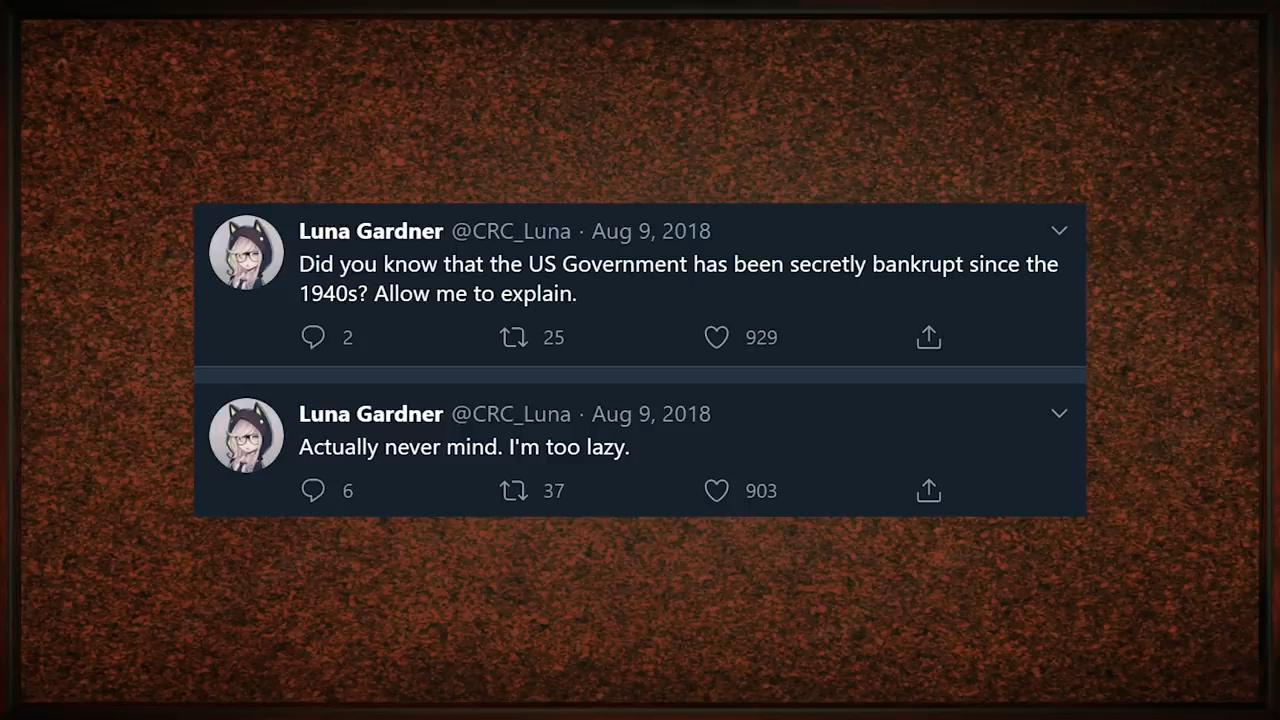 Luna Gardner @CRC_Luna · Aug 9, 2018
Did you know that the US Government has been secretly bankrupt since the
1940s? Allow me to explain.
2 25 929
Luna Gardner @CRC_Luna · Aug 9, 2018
Actually never mind. I'm too lazy.
6 37 903